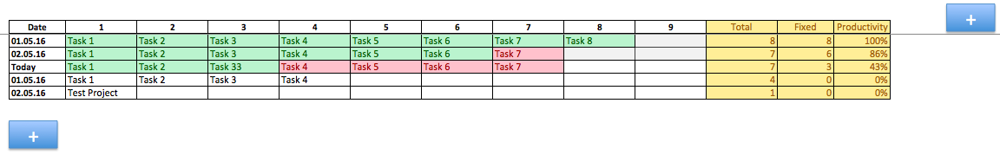 +
Date 1 2 3 4 5 6 7 8 9 Total Fixed Productivity
01.05.16 Task 1 Task 2 Task 3 Task 4 Task 5 Task 6 Task 7 Task 8 8 8 100%
02.05.16 Task 1 Task 2 Task 3 Task 4 Task 5 Task 6 Task 7 7 6 86%
Today Task 1 Task 2 Task 33 Task 4 Task 5 Task 6 Task 7 7 3 43%
01.05.16 Task 1 Task 2 Task 3 Task 4 4 0 0%
02.05.16 Test Project 1 0 0%
+